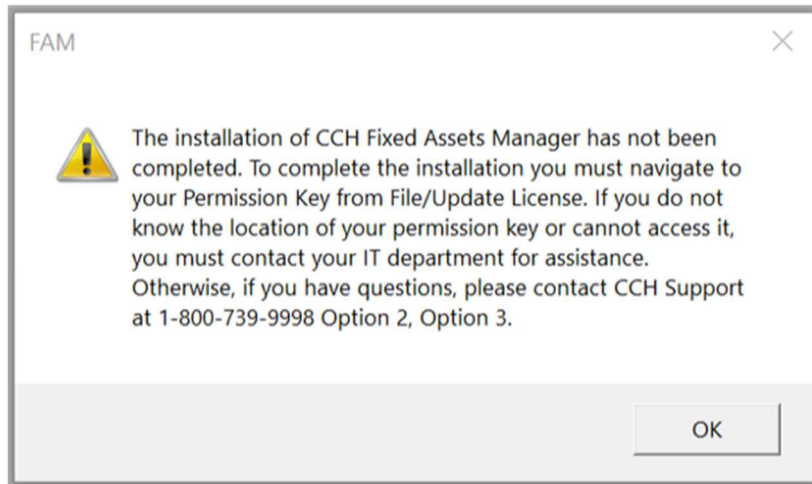 FAM
The installation of CCH Fixed Assets Manager has not been
completed. To complete the installation you must navigate to
your Permission Key from File/Update License. If you do not
know the location of your permission key or cannot access it,
you must contact your IT department for assistance.
Otherwise, if you have questions, please contact CCH Support
at 1-800-739-9998 Option 2, Option 3.
OK